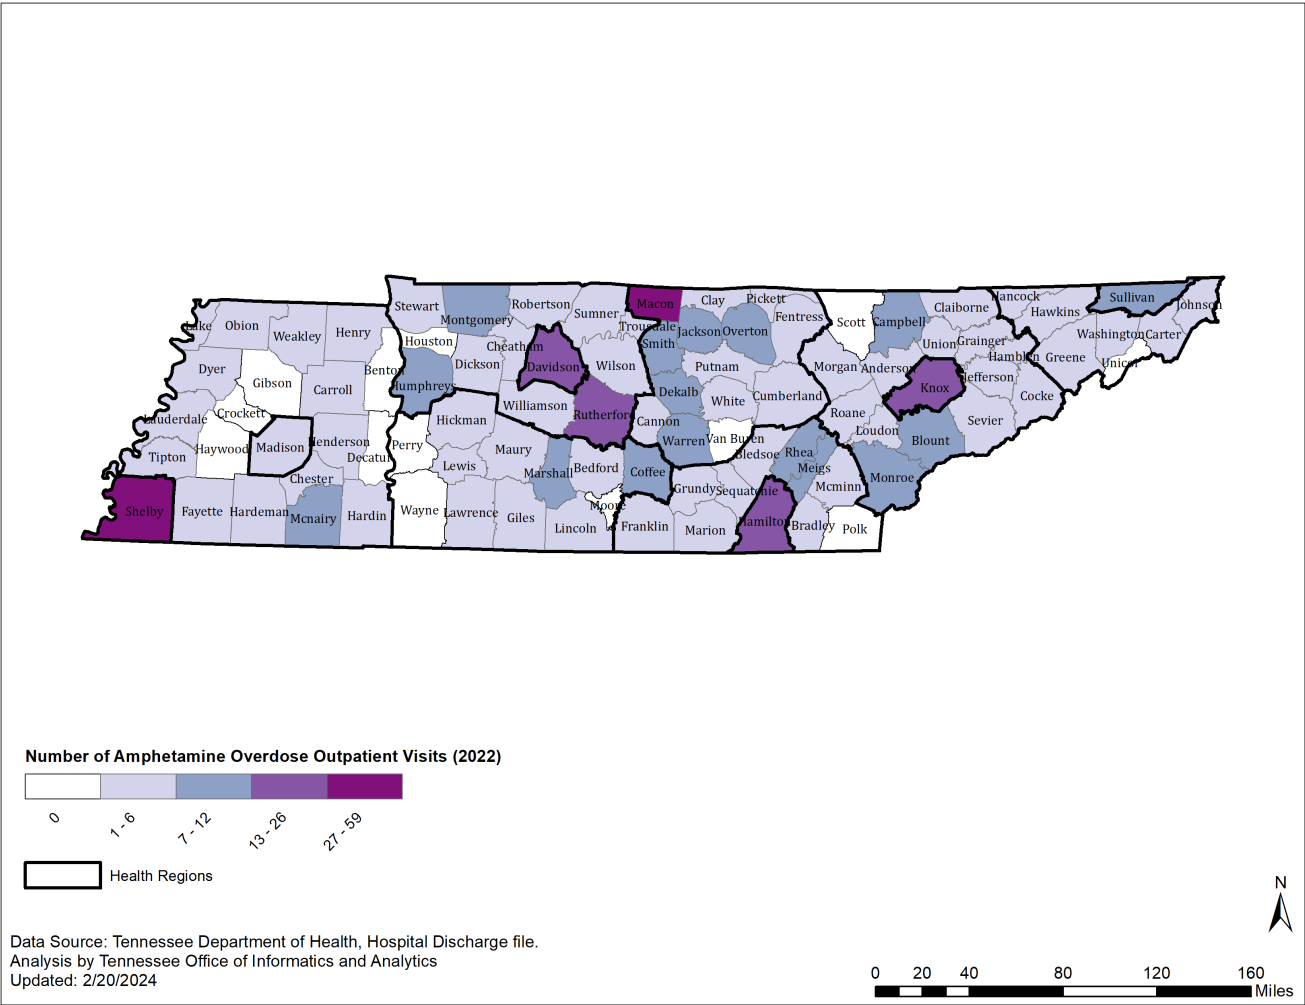 Stewart
Montgomery
Robertson
Sumner
Macon
Clay
Pickett
Fentress
Scott
Campbell
Claiborne
Hancock
Hawkins
Sullivan
Johnson
Lake
Obion
Weakley
Henry
Houston
Cheatham
Trousdale
Jackson
Overton
Smith
Union
Grainger
Washington
Carter
Dyer
Gibson
Carroll
Benton
Humphreys
Dickson
Davidson
Wilson
Putnam
Morgan
Anderson
Knox
Hamblen
Jefferson
Greene
Unicoi
Lauderdale
Crockett
Williamson
Rutherford
Dekalb
White
Cumberland
Roane
Loudon
Sevier
Cocke
Tipton
Haywood
Madison
Henderson
Decatur
Perry
Hickman
Maury
Cannon
Warren
Van Buren
Bledsoe
Rhea
Meigs
Blount
Monroe
Chester
Lewis
Marshall
Bedford
Coffee
Grundy
Sequatchie
Mcminn
Shelby
Fayette
Hardeman
Mcnairy
Hardin
Wayne
Lawrence
Giles
Moore
Lincoln
Franklin
Marion
Hamilton
Bradley
Polk
Number of Amphetamine Overdose Outpatient Visits (2022)
0
1 - 6
7 - 12
13 - 26
27 - 59
Health Regions
N
Data Source: Tennessee Department of Health, Hospital Discharge file.
Analysis by Tennessee Office of Informatics and Analytics
Updated: 2/20/2024
0 20 40 80 120 160
Miles